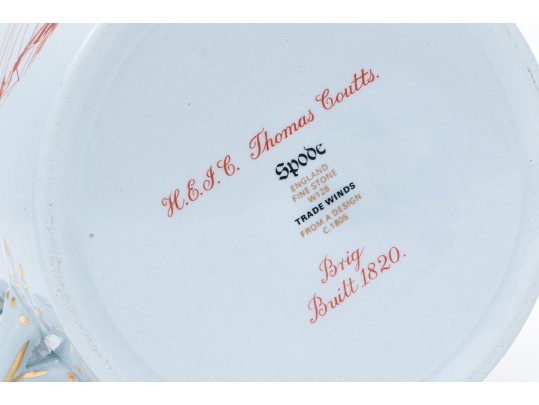 H.E.I.C. Thomas Coutts.
Spode
ENGLAND
FINE STONE
W128
TRADE WINDS
FROM A DESIGN
C.1805
Brig
Built 1820.